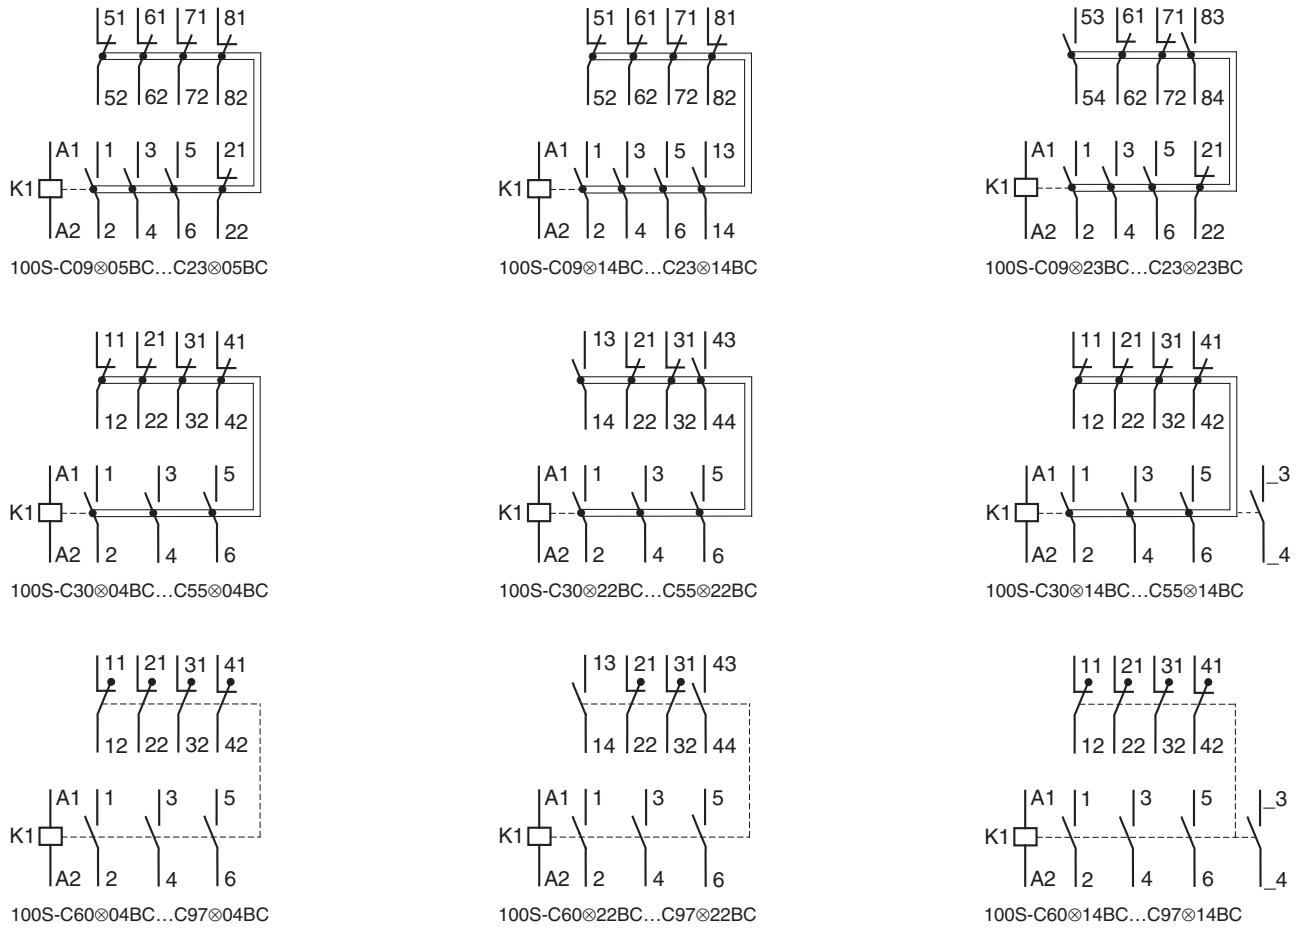 51 61 71 81
52 62 72 82
A1 1 3 5 21
K1
A2 2 4 6 22
100S-C09⊗05BC…C23⊗05BC
51 61 71 81
52 62 72 82
A1 1 3 5 13
K1
A2 2 4 6 14
100S-C09⊗14BC…C23⊗14BC
53 61 71 83
54 62 72 84
A1 1 3 5 21
K1
A2 2 4 6 22
100S-C09⊗23BC…C23⊗23BC
11 21 31 41
12 22 32 42
A1 1 3 5
K1
A2 2 4 6
100S-C30⊗04BC…C55⊗04BC
13 21 31 43
14 22 32 44
A1 1 3 5
K1
A2 2 4 6
100S-C30⊗22BC…C55⊗22BC
11 21 31 41
12 22 32 42
A1 1 3 5 _3
K1
A2 2 4 6 _4
100S-C30⊗14BC…C55⊗14BC
11 21 31 41
12 22 32 42
A1 1 3 5
K1
A2 2 4 6
100S-C60⊗04BC…C97⊗04BC
13 21 31 43
14 22 32 44
A1 1 3 5
K1
A2 2 4 6
100S-C60⊗22BC…C97⊗22BC
11 21 31 41
12 22 32 42
A1 1 3 5 _3
K1
A2 2 4 6 _4
100S-C60⊗14BC…C97⊗14BC